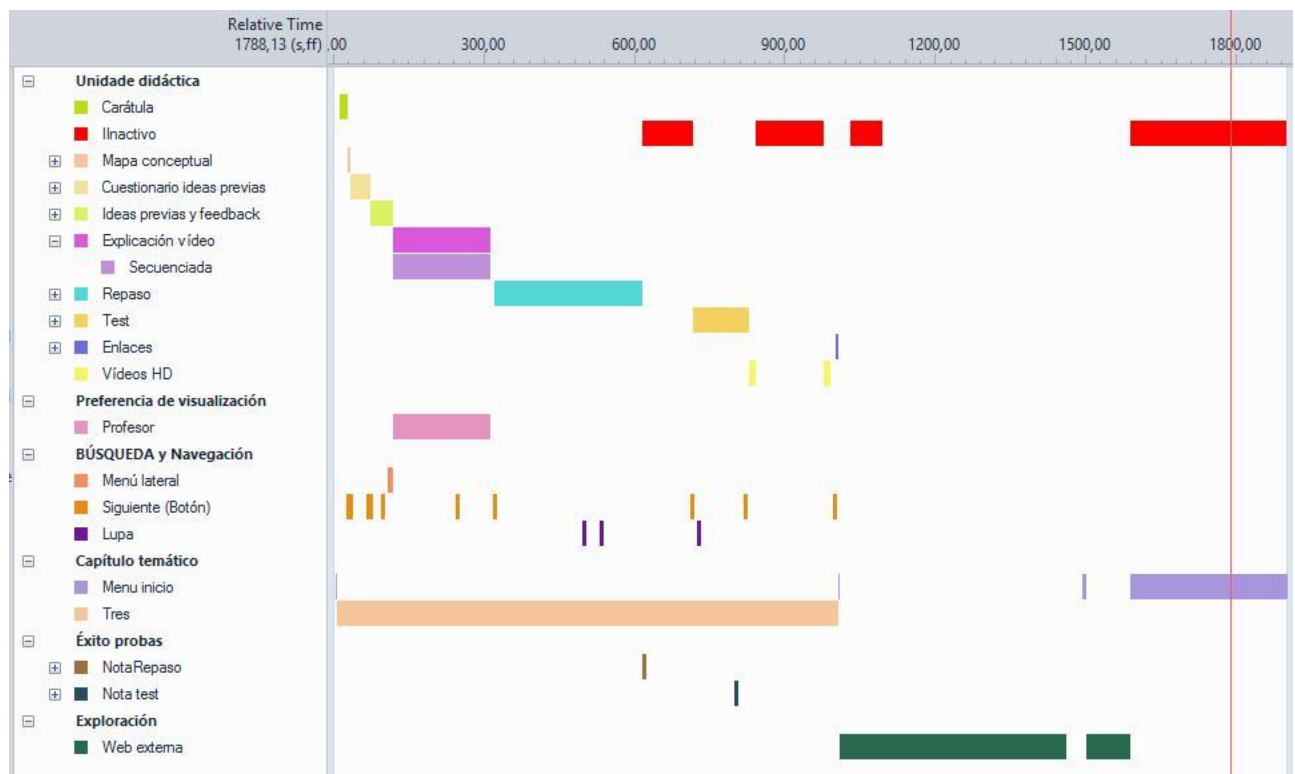 Relative Time
1788,13 (s,ff) ,00 300,00 600,00 900,00 1200,00 1500,00 1800,00
Unidade didáctica
Carátula
IInactivo
Mapa conceptual
Cuestionario ideas previas
Ideas previas y feedback
Explicación vídeo
Secuenciada
Repaso
Test
Enlaces
Vídeos HD
Preferencia de visualización
Profesor
BÚSQUEDA y Navegación
Menú lateral
Siguiente (Botón)
Lupa
Capítulo temático
Menu inicio
Tres
Éxito probas
NotaRepaso
Nota test
Exploración
Web externa